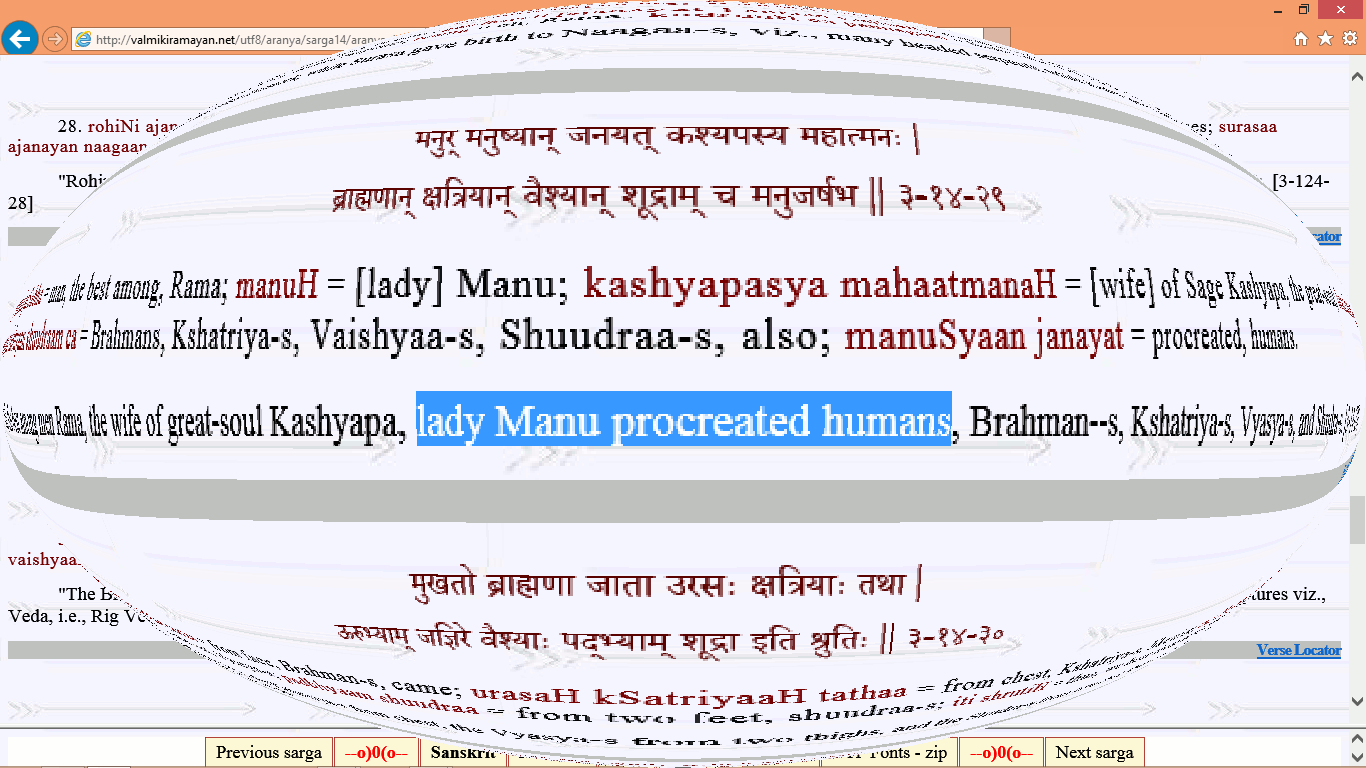 http://valmikiramayan.net/utf8/aranya/sarga14/aranya
gave birth to Naagaa-s, viz., many headed
28. rohiNi ajan
es; surasaa
ajanayan naagaan
"Rohi
[3-124-
28]
मनुर् मनुष्यान् जनयत् कश्यपस्य महात्मनः |
ब्राह्मणान् क्षत्रियान् वैश्यान् शूद्राम् च मनुजर्षभ || ३-१४-२९
ator
= man, the best among, Rama; manuH = [lady] Manu; kashyapasya mahaatmanaH = [wife] of Sage Kashyapa, the great-soul
shuudraam ca = Brahmans, Kshatriya-s, Vaishyaa-s, Shuudraa-s, also; manuSyaan janayat = procreated, humans.
Rama, the wife of great-soul Kashyapa, lady Manu procreated humans, Brahman--s, Kshatriya-s, Vyasya-s, and
मुखतो ब्राह्मणा जाता उरसः क्षत्रियाः तथा |
ऊरुभ्याम् जज्ञिरे वैश्याः पद्भ्याम् शूद्रा इति श्रुतिः || ३-१४-३०
vaishyaa
"The B
tures viz.,
Veda, i.e., Rig Ve
Verse Locator
face, Brahman-s, came; urasaH kSatriyaaH tathaa = from chest, Kshatriya-s
padbhyaam shuudraa = from two feet, shuudraa-s; iti shrutiH
from chest, the Vyasya-s from two thighs, and the
Previous sarga
--o)0(o--
Sanskrit
Fonts - zip
--o)0(o--
Next sarga